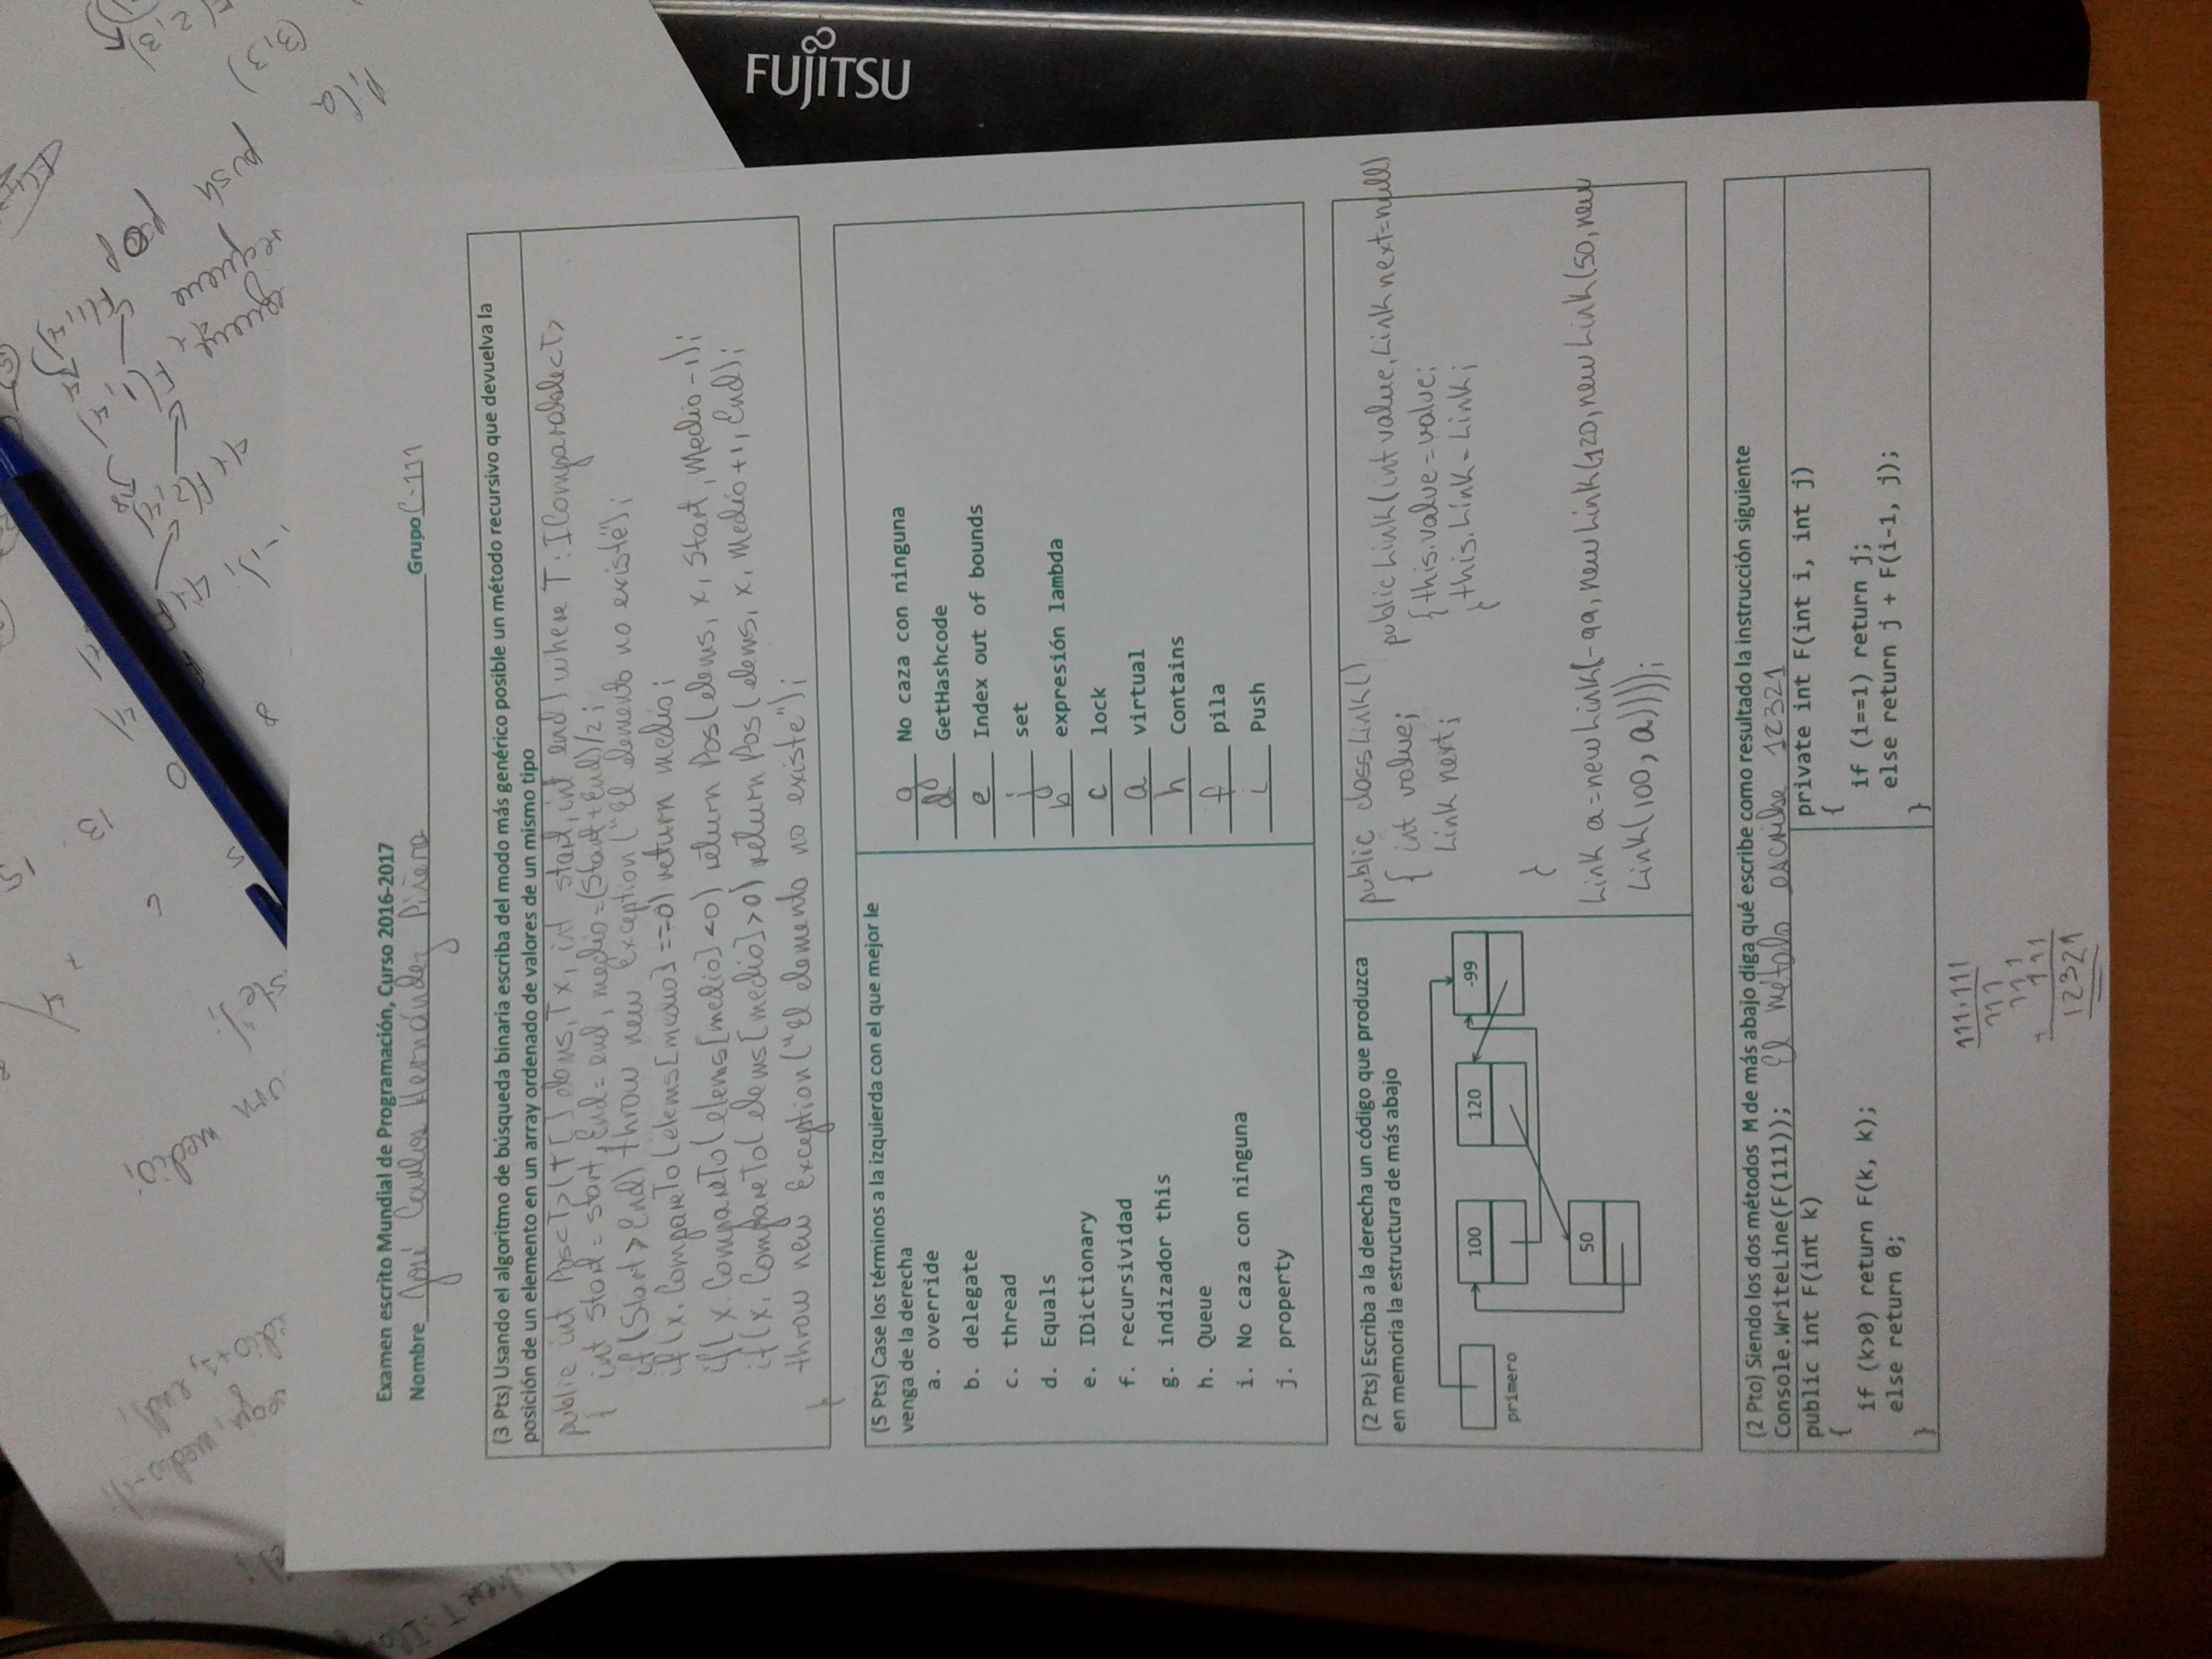 15
13
0
8
medio;
push
pop
pila
(3,3)
Examen escrito Mundial de Programación, Curso 2016-2017
Nombre José Carlos Hernández Piñero Grupo C-111
(3 Pts) Usando el algoritmo de búsqueda binaria escriba del modo más genérico posible un método recursivo que devuelva la
posición de un elemento en un array ordenado de valores de un mismo tipo
public int Pos<T>(T[] elems, T x, int start, int end) where T : IComparable<T>
{ int Start = start, End = end, medio = (Start + End)/2;
if (Start > End) throw new Exception ("El elemento no existe");
if (x. CompareTo (elems [medio] ==0) return medio;
if( x. CompareTo ( elems [medio] <0) return Pos( elems, x, Start, Medio -1);
if (x. CompareTo( elems [medio] >0) return Pos ( elems, x, Medio +1, End);
throw new Exception ("El elemento no existe");
}
(5 Pts) Case los términos a la izquierda con el que mejor le
venga de la derecha
a. override
b. delegate
c. thread
d. Equals
e. IDictionary
f. recursividad
g. indizador this
h. Queue
i. No caza con ninguna
j. property
g No caza con ninguna
d GetHashcode
e Index out of bounds
j set
b expresión lambda
c lock
a virtual
h Contains
f pila
i Push
(2 Pts) Escriba a la derecha un código que produzca
en memoria la estructura de más abajo
primero
100
120
-99
50
public class Link()
{ int value;
Link next;
public Link(int value, Link next=null)
{ this.value = value;
this.Link = Link;
}
}
Link a = new Link(-99, new Link(120, new Link(50, new
Link(100, a))));
(2 Pto) Siendo los dos métodos M de más abajo diga qué escribe como resultado la instrucción siguiente
Console.WriteLine(F(111)); El método escribe 12321
public int F(int k)
{
if (k>0) return F(k, k);
else return 0;
}
private int F(int i, int j)
{
if (i==1) return j;
else return j + F(i-1, j);
}
111.111
111
111
+ 111
12321
FUJITSU